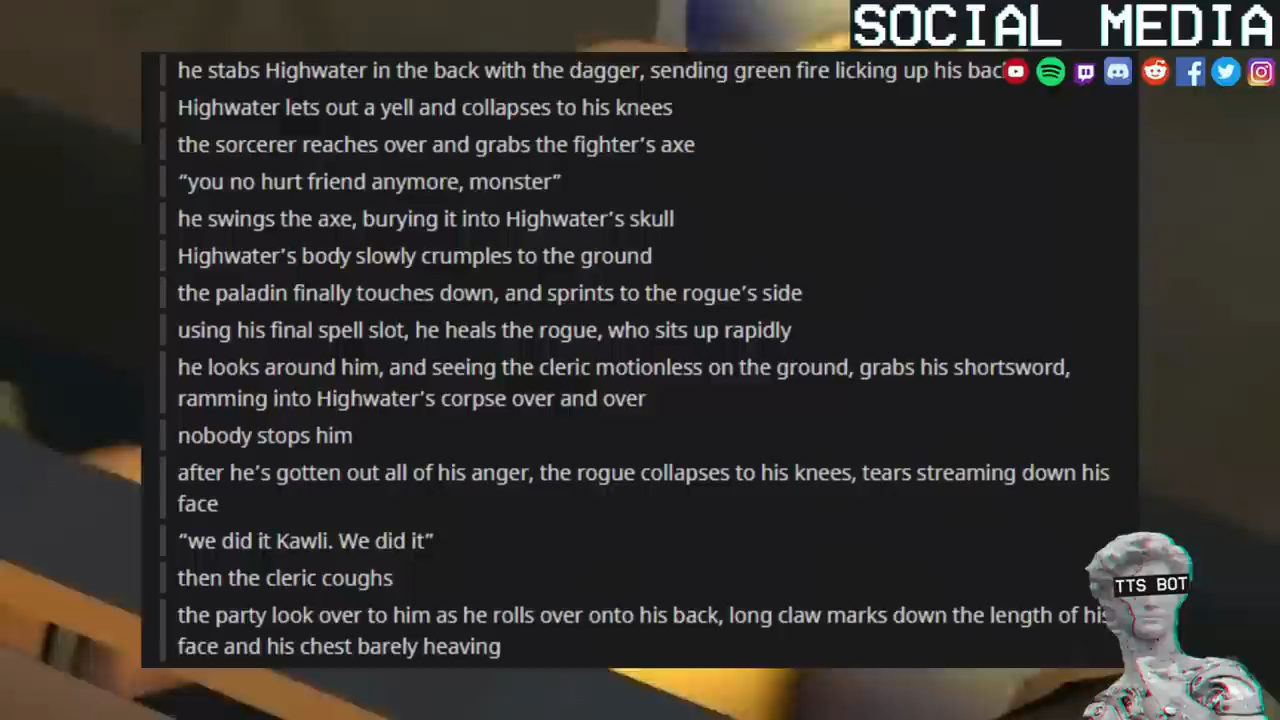 SOCIAL MEDIA
he stabs Highwater in the back with the dagger, sending green fire licking up his bac
Highwater lets out a yell and collapses to his knees
the sorcerer reaches over and grabs the fighter’s axe
“you no hurt friend anymore, monster”
he swings the axe, burying it into Highwater’s skull
Highwater’s body slowly crumples to the ground
the paladin finally touches down, and sprints to the rogue’s side
using his final spell slot, he heals the rogue, who sits up rapidly
he looks around him, and seeing the cleric motionless on the ground, grabs his shortsword,
ramming into Highwater’s corpse over and over
nobody stops him
after he’s gotten out all of his anger, the rogue collapses to his knees, tears streaming down his
face
“we did it Kawli. We did it”
then the cleric coughs
the party look over to him as he rolls over onto his back, long claw marks down the length of his
face and his chest barely heaving
TTS BOT